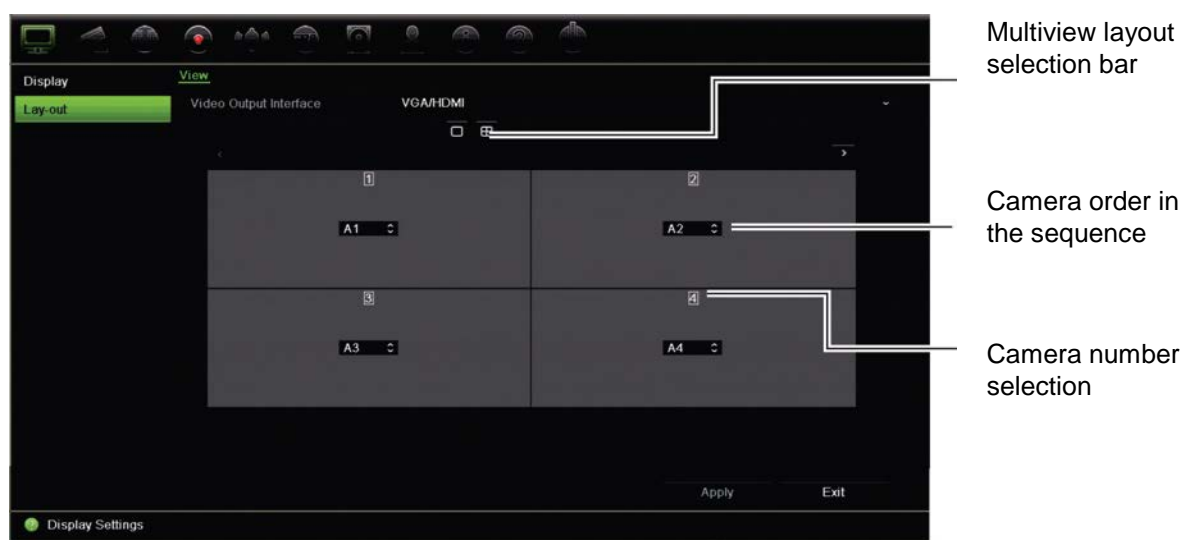 Multiview layout
selection bar
Display
View
Lay-out
Video Output Interface
VGA/HDMI
1
2
A1
A2
Camera order in
the sequence
3
4
A3
A4
Camera number
selection
Apply
Exit
Display Settings